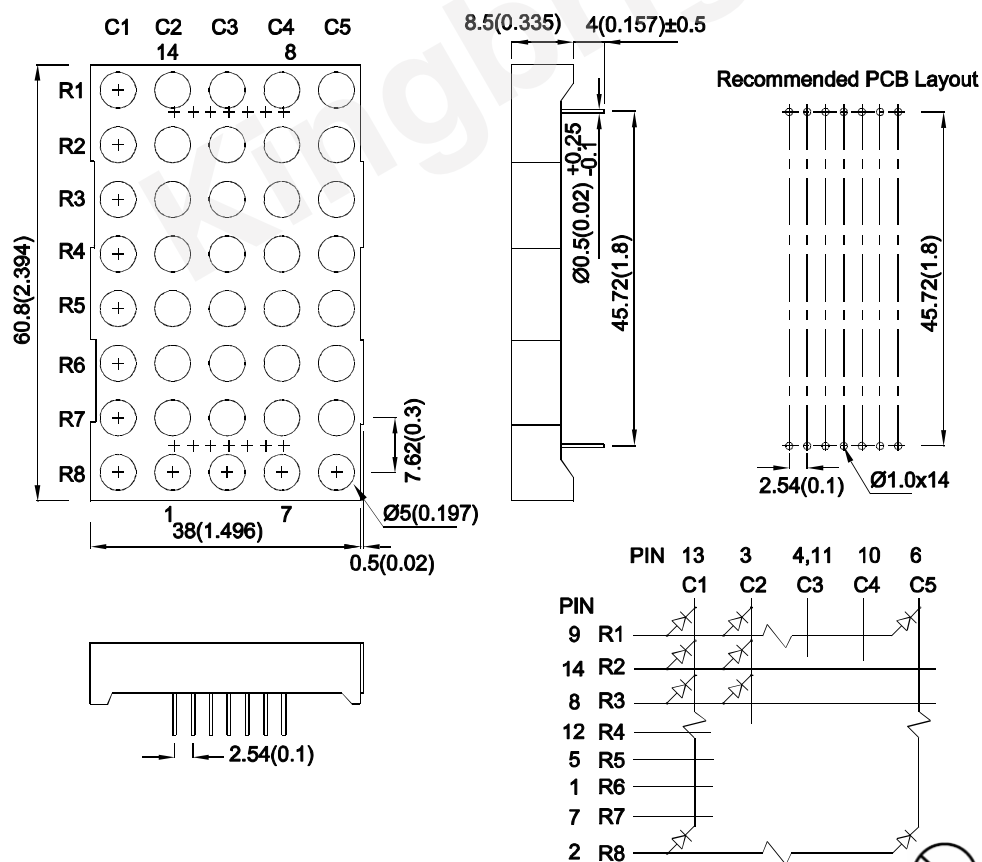 C1 C2 C3 C4 C5
14 8
R1
R2
R3
R4
R5
R6
R7
R8
60.8(2.394)
1 7
38(1.496)
0.5(0.02)
Ø5(0.197)
7.62(0.3)
8.5(0.335)
4(0.157)±0.5
Ø0.5(0.02) +0.25
-0.1
45.72(1.8)
Recommended PCB Layout
45.72(1.8)
2.54(0.1)
Ø1.0x14
2.54(0.1)
PIN 13 3 4,11 10 6
C1 C2 C3 C4 C5
PIN
9 R1
14 R2
8 R3
12 R4
5 R5
1 R6
7 R7
2 R8